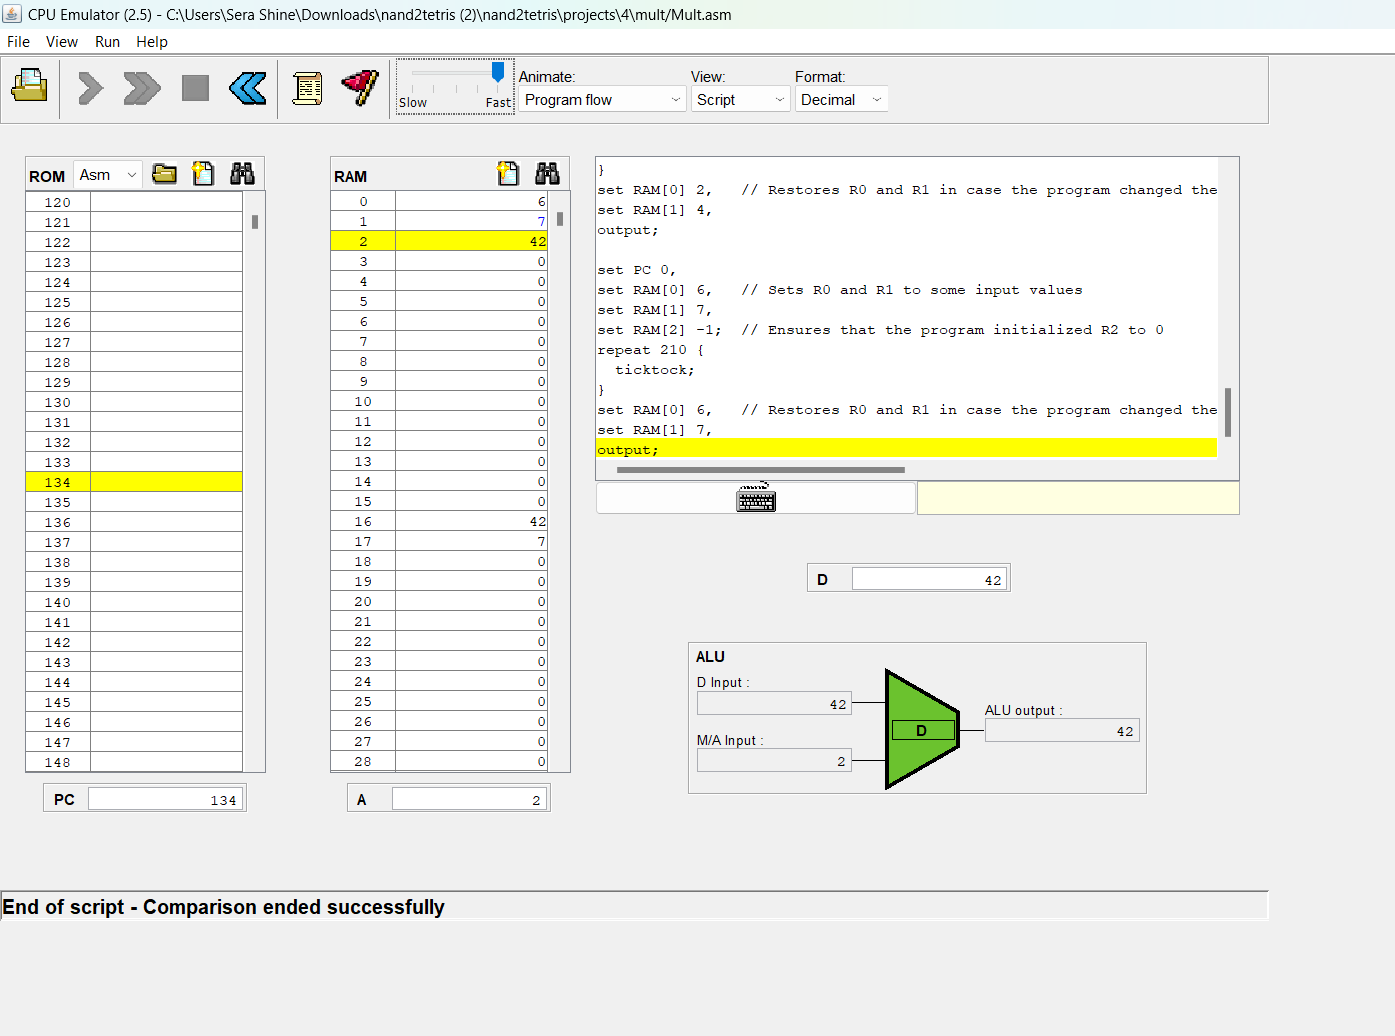 CPU Emulator (2.5) - C:\Users\Sera Shine\Downloads\nand2tetris (2)\nand2tetris\projects\4\mult/Mult.asm
File View Run Help
Slow Fast
Animate:
Program flow
View:
Script
Format:
Decimal
ROM Asm
120
121
122
123
124
125
126
127
128
129
130
131
132
133
134
135
136
137
138
139
140
141
142
143
144
145
146
147
148
PC 134
RAM
0 6
1 7
2 42
3 0
4 0
5 0
6 0
7 0
8 0
9 0
10 0
11 0
12 0
13 0
14 0
15 0
16 42
17 7
18 0
19 0
20 0
21 0
22 0
23 0
24 0
25 0
26 0
27 0
28 0
A 2
}
set RAM[0] 2,   // Restores R0 and R1 in case the program changed the
set RAM[1] 4,
output;
set PC 0,
set RAM[0] 6,   // Sets R0 and R1 to some input values
set RAM[1] 7,
set RAM[2] -1;  // Ensures that the program initialized R2 to 0
repeat 210 {
  ticktock;
}
set RAM[0] 6,   // Restores R0 and R1 in case the program changed the
set RAM[1] 7,
output;
D 42
ALU
D Input :
42
M/A Input :
2
D
ALU output :
42
End of script - Comparison ended successfully